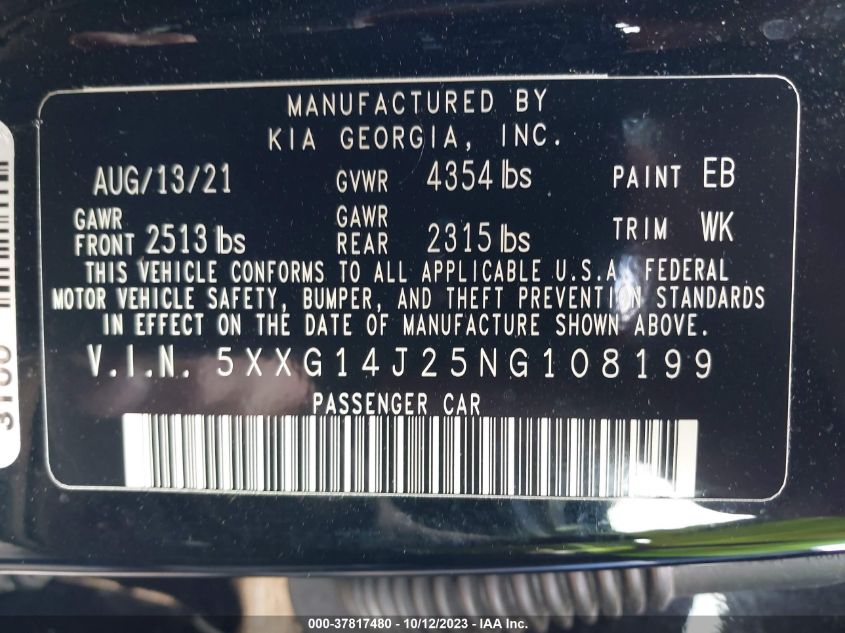 MANUFACTURED BY
KIA GEORGIA, INC.
AUG/13/21 GVWR 4354 lbs PAINT EB
GAWR FRONT 2513 lbs GAWR REAR 2315 lbs TRIM WK
THIS VEHICLE CONFORMS TO ALL APPLICABLE U.S.A. FEDERAL
MOTOR VEHICLE SAFETY, BUMPER, AND THEFT PREVENTION STANDARDS
IN EFFECT ON THE DATE OF MANUFACTURE SHOWN ABOVE.
V.I.N. 5XXG14J25NG108199
PASSENGER CAR
000-37817480 - 10/12/2023 - IAA Inc.